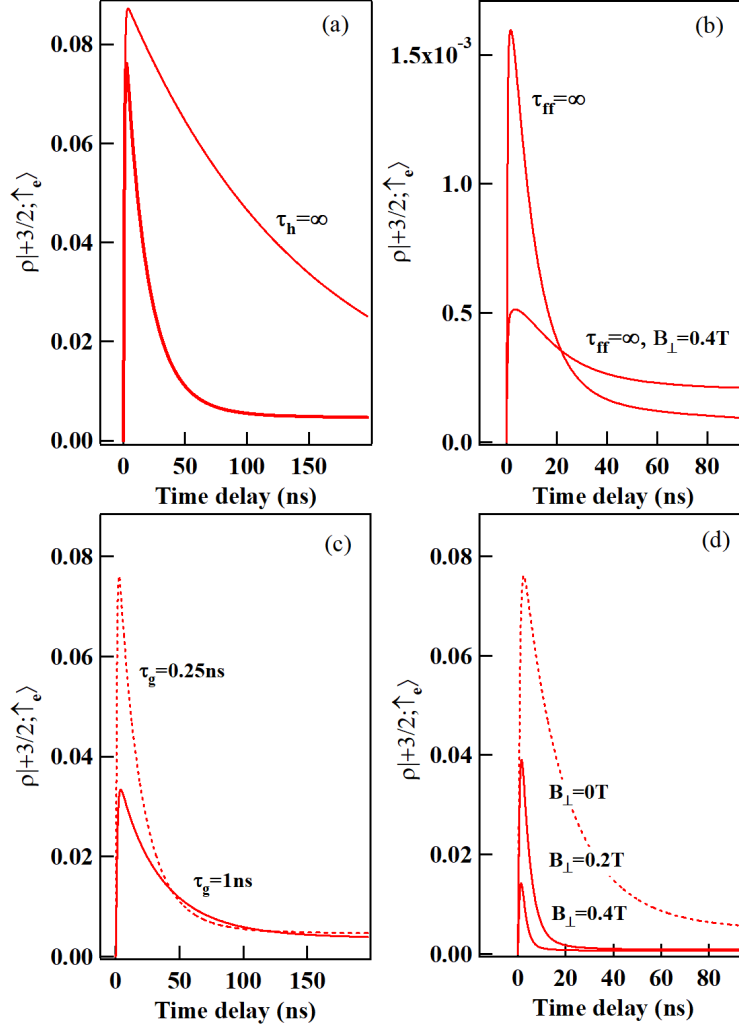 (a)
0.08
0.06
0.04
0.02
0.00
ρ|+3/2;↑e⟩
τh=∞
0 50 100 150
Time delay (ns)
(b)
1.5x10-3
1.0
0.5
0.0
ρ|+3/2;↑e⟩
τff=∞
τff=∞, B⊥=0.4T
0 20 40 60 80
Time delay (ns)
(c)
0.08
0.06
0.04
0.02
0.00
ρ|+3/2;↑e⟩
τg=0.25ns
τg=1ns
0 50 100 150
Time delay (ns)
(d)
0.08
0.06
0.04
0.02
0.00
ρ|+3/2;↑e⟩
B⊥=0T
B⊥=0.2T
B⊥=0.4T
0 20 40 60 80
Time delay (ns)